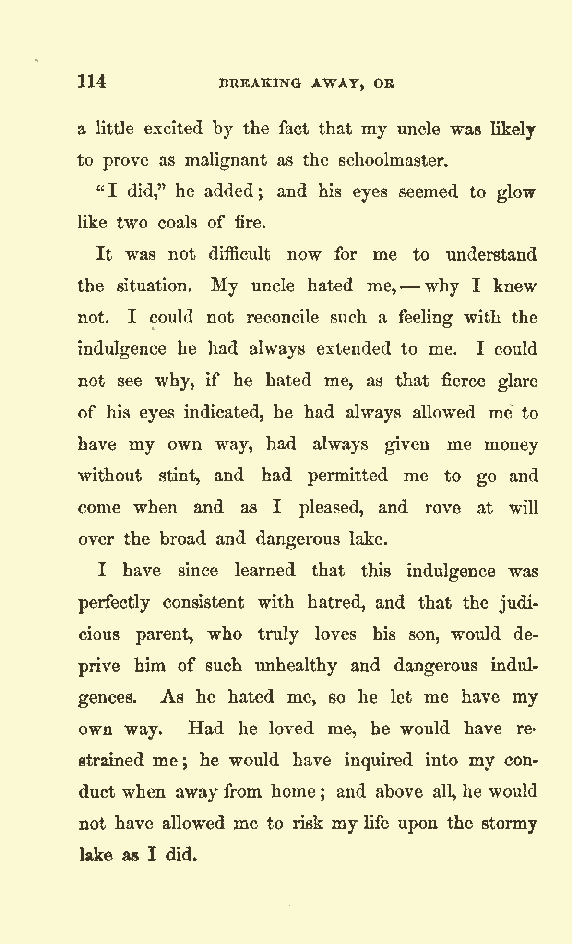 114 BREAKING AWAY, OR
a little excited by the fact that my uncle was likely
to prove as malignant as the schoolmaster.
"I did," he added; and his eyes seemed to glow
like two coals of fire.
It was not difficult now for me to understand
the situation. My uncle hated me,—why I knew
not. I could not reconcile such a feeling with the
indulgence he had always extended to me. I could
not see why, if he hated me, as that fierce glare
of his eyes indicated, he had always allowed me to
have my own way, had always given me money
without stint, and had permitted me to go and
come when and as I pleased, and rove at will
over the broad and dangerous lake.
I have since learned that this indulgence was
perfectly consistent with hatred, and that the judi-
cious parent, who truly loves his son, would de-
prive him of such unhealthy and dangerous indul-
gences. As he hated me, so he let me have my
own way. Had he loved me, he would have re-
strained me; he would have inquired into my con-
duct when away from home; and above all, he would
not have allowed me to risk my life upon the stormy
lake as I did.